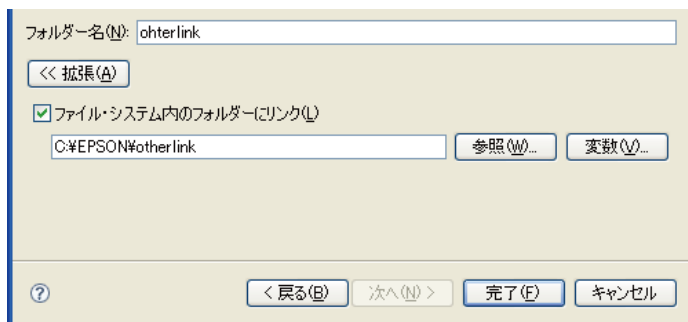 フォルダー名(N): ohterlink
<< 拡張(A)
ファイル・システム内のフォルダーにリンク(L)
C:¥EPSON¥otherlink 参照(W)... 変数(V)...
? < 戻る(B) 次へ(N) > 完了(F) キャンセル